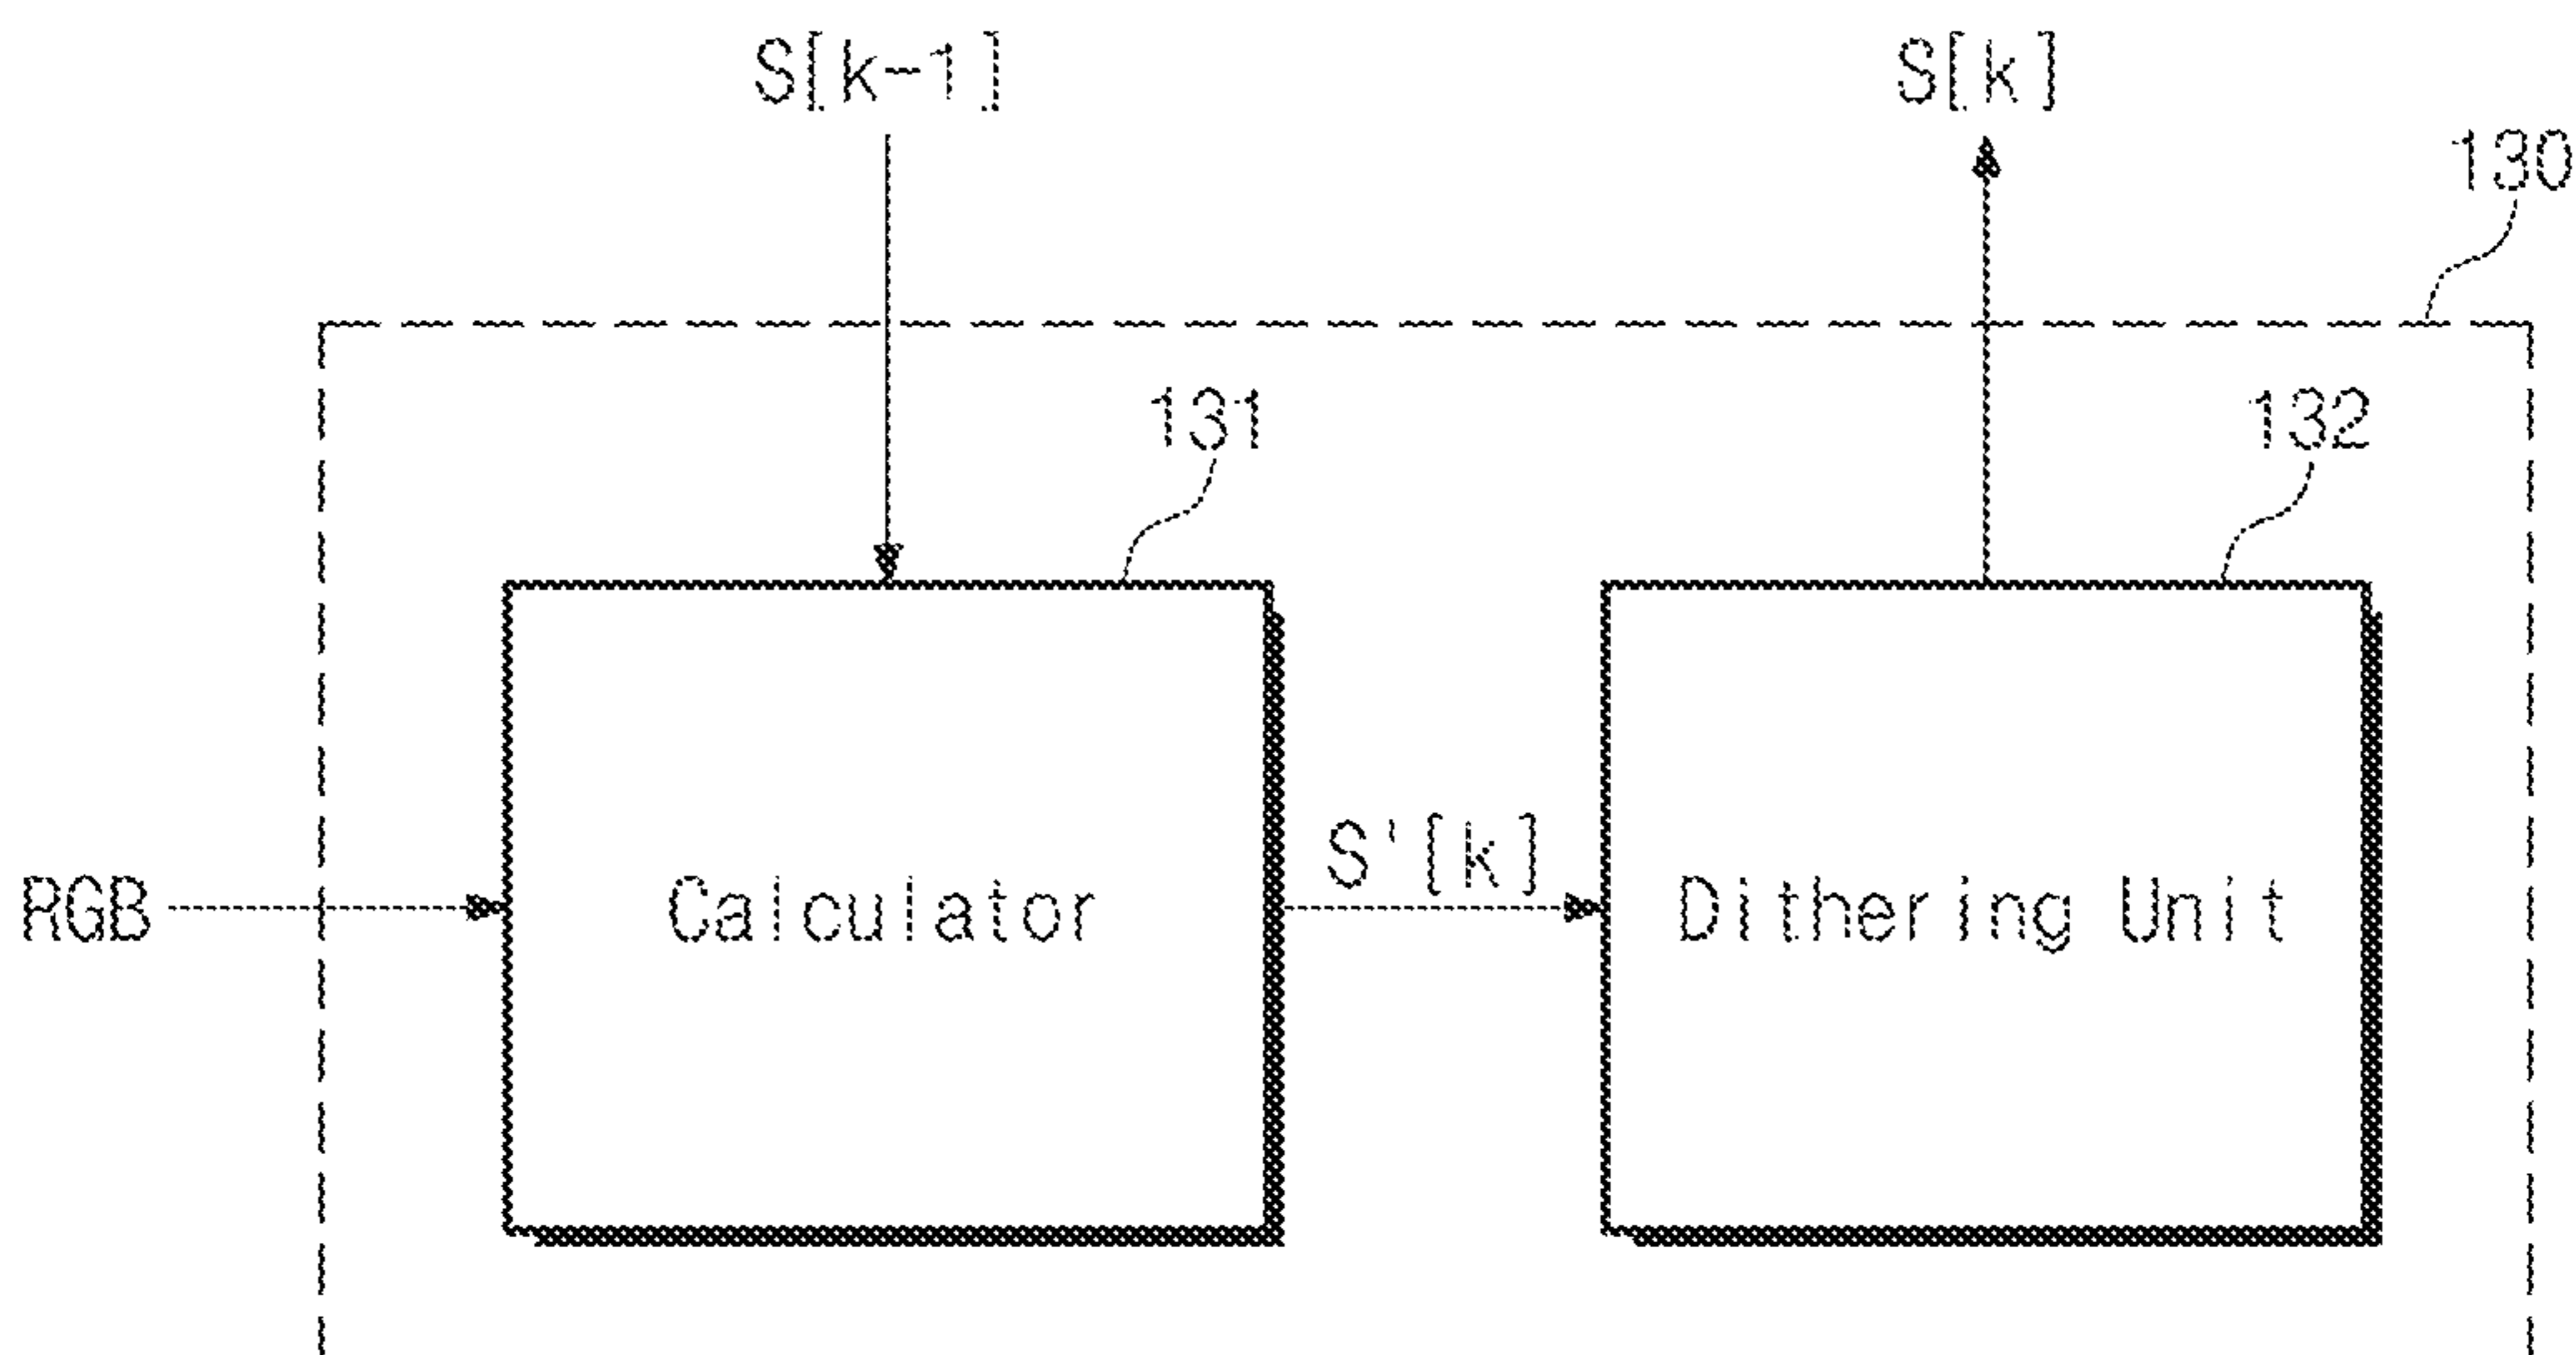 S[k-1]
S[k]
130
131
132
RGB
Calculator
S'[k]
Dithering Unit